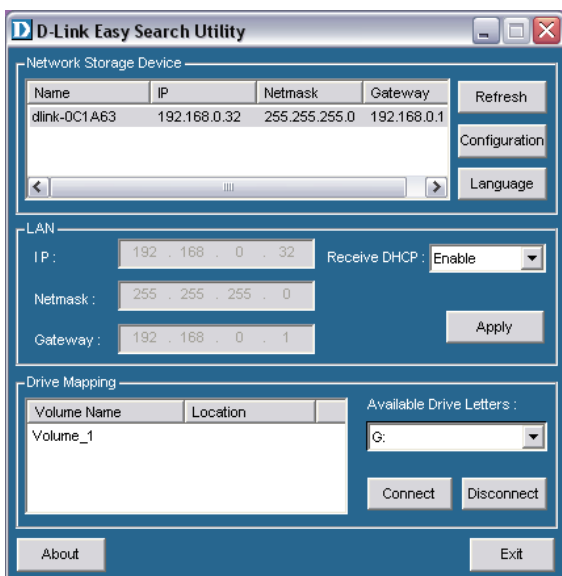 D D-Link Easy Search Utility
Network Storage Device
Name IP Netmask Gateway
dlink-0C1A63 192.168.0.32 255.255.255.0 192.168.0.1
Refresh
Configuration
Language
LAN
IP : 192 . 168 . 0 . 32
Receive DHCP : Enable
Netmask : 255 . 255 . 255 . 0
Gateway : 192 . 168 . 0 . 1
Apply
Drive Mapping
Volume Name Location
Volume_1
Available Drive Letters :
G:
Connect Disconnect
About Exit